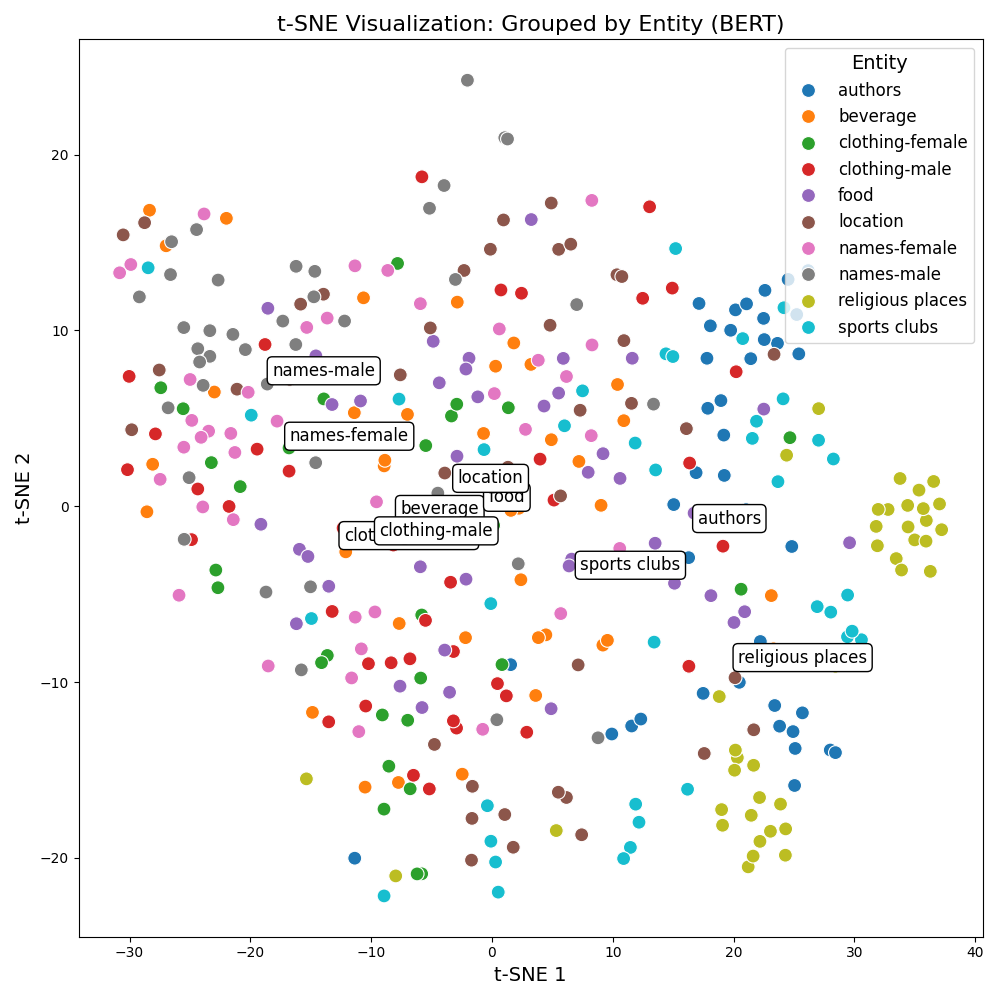 t-SNE Visualization: Grouped by Entity (BERT)
Entity
authors
beverage
clothing-female
clothing-male
food
location
names-female
names-male
religious places
sports clubs
names-male
names-female
location
food
beverage
clothing-male
authors
sports clubs
religious places
20
10
0
−10
−20
−30
−20
−10
0
10
20
30
40
t-SNE 1
t-SNE 2